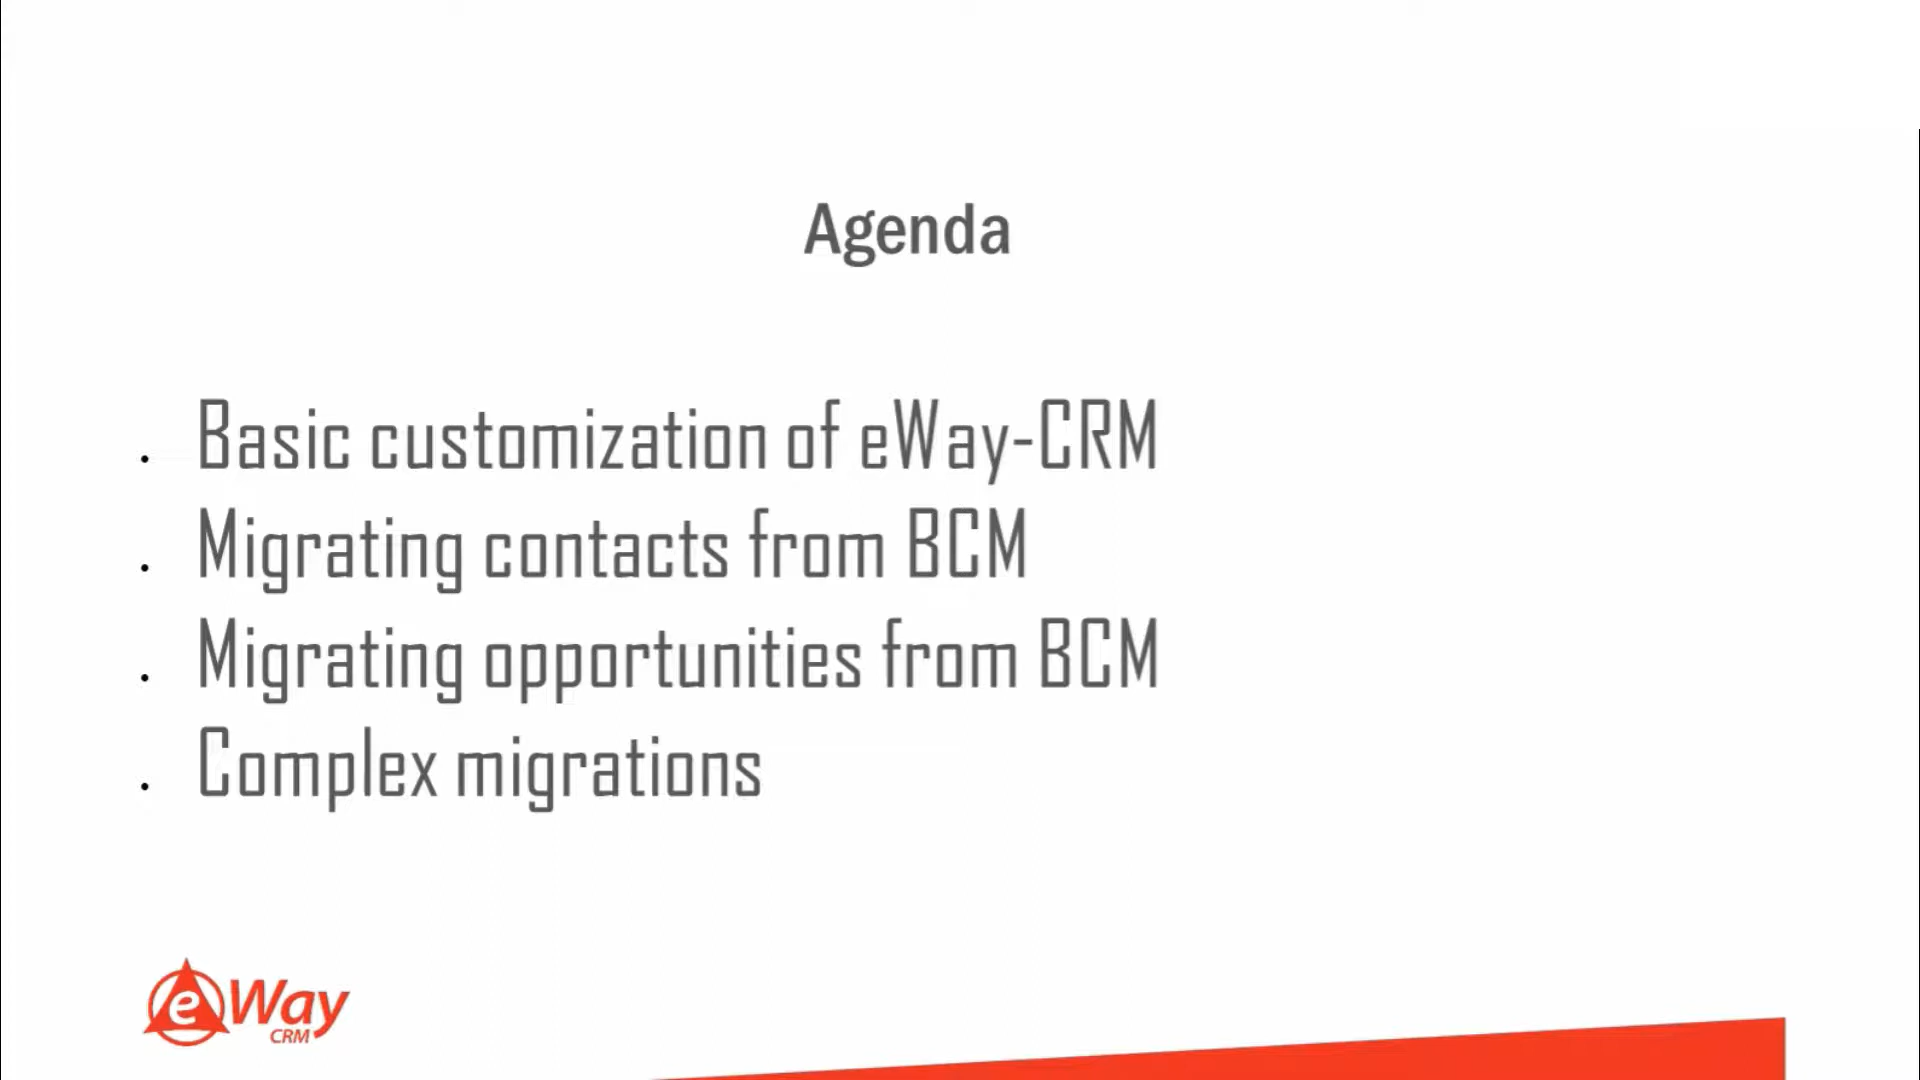 Agenda
Basic customization of eWay-CRM
Migrating contacts from BCM
Migrating opportunities from BCM
Complex migrations
eWay
CRM